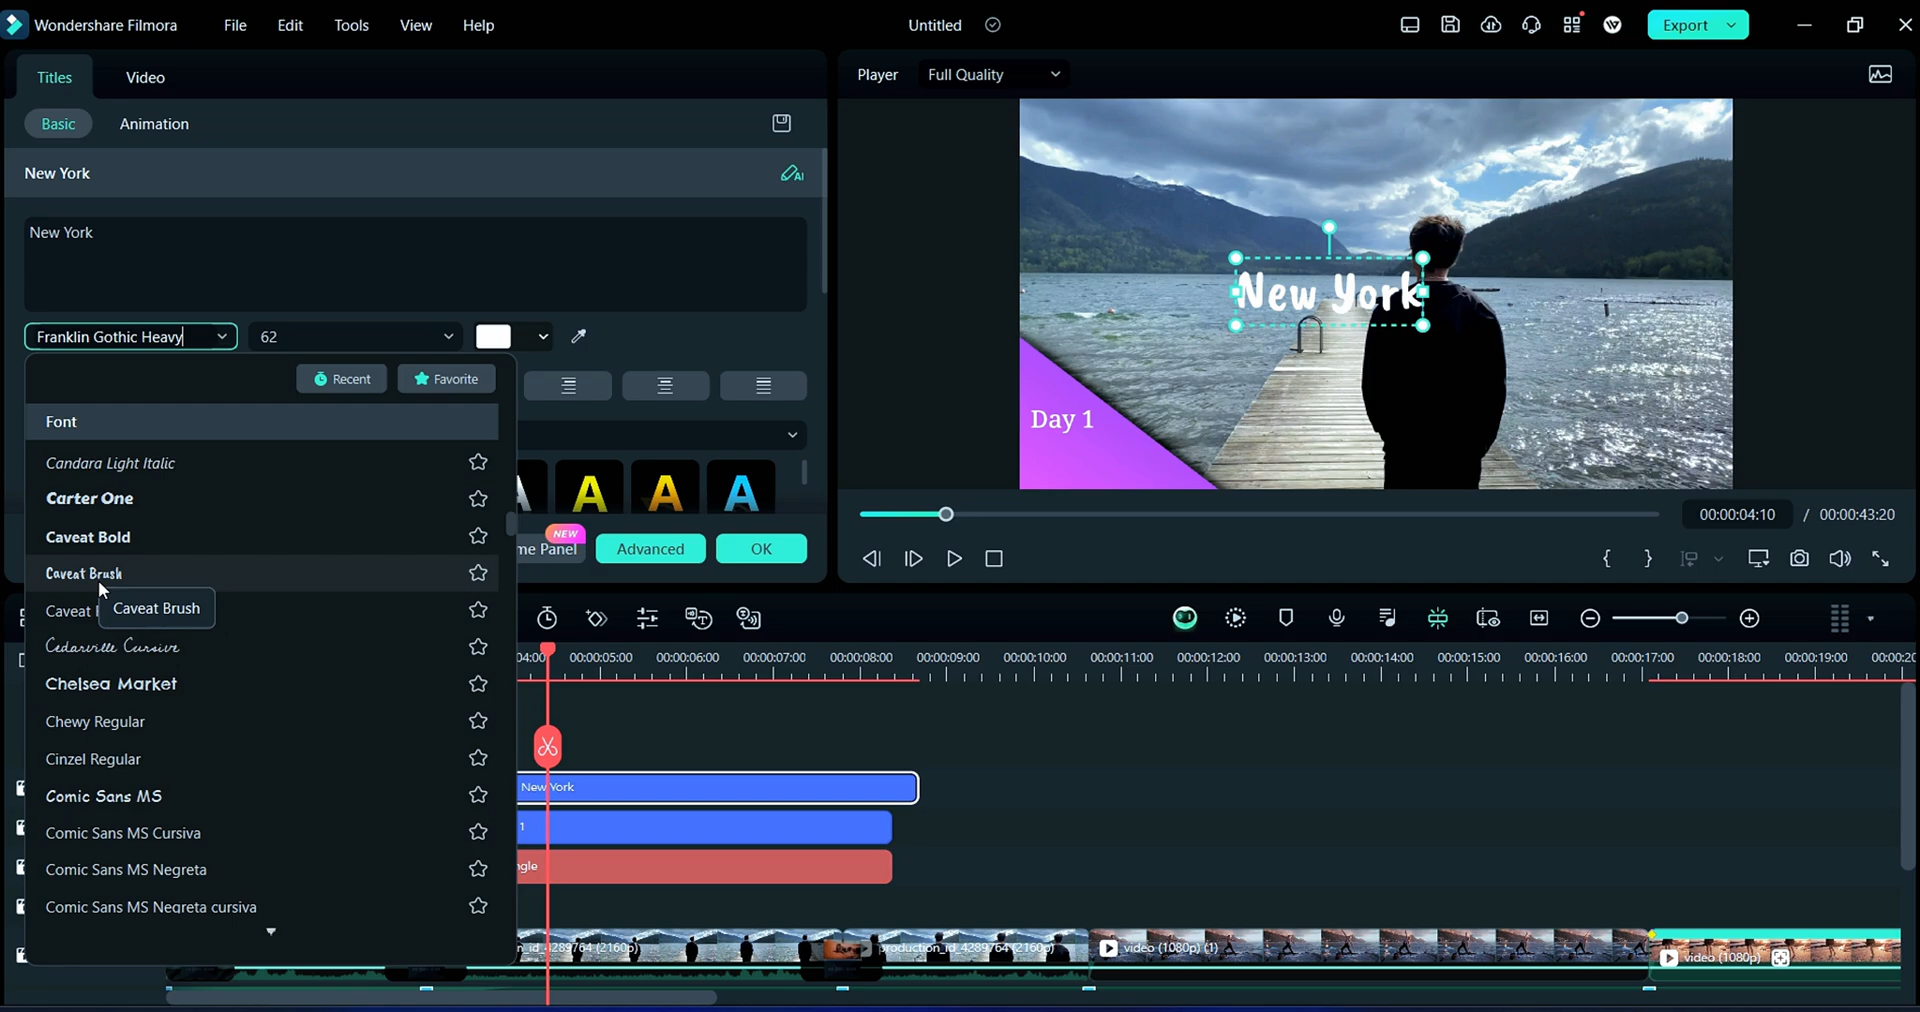 Wondershare Filmora File Edit Tools View Help Untitled Export
Titles Video
Basic Animation
New York
New York
Franklin Gothic Heavy 62
Recent Favorite
Font
Candara Light Italic
Carter One
Caveat Bold
Caveat Brush
Caveat
Caveat Brush
Cedarville Cursive
Chelsea Market
Chewy Regular
Cinzel Regular
Comic Sans MS
Comic Sans MS Cursiva
Comic Sans MS Negreta
Comic Sans MS Negreta cursiva
A A A
NEW
me Panel Advanced OK
Player Full Quality
New York
Day 1
00:00:04:10 / 00:00:43:20
04:00 00:00:05:00 00:00:06:00 00:00:07:00 00:00:08:00 00:00:09:00 00:00:10:00 00:00:11:00 00:00:12:00 00:00:13:00 00:00:14:00 00:00:15:00 00:00:16:00 00:00:17:00 00:00:18:00 00:00:19:00 00:00:20
New York
1
ngle
n_id_4289764 (2160p) production_id_4289764 (2160p) video (1080p) (1) video (1080p)